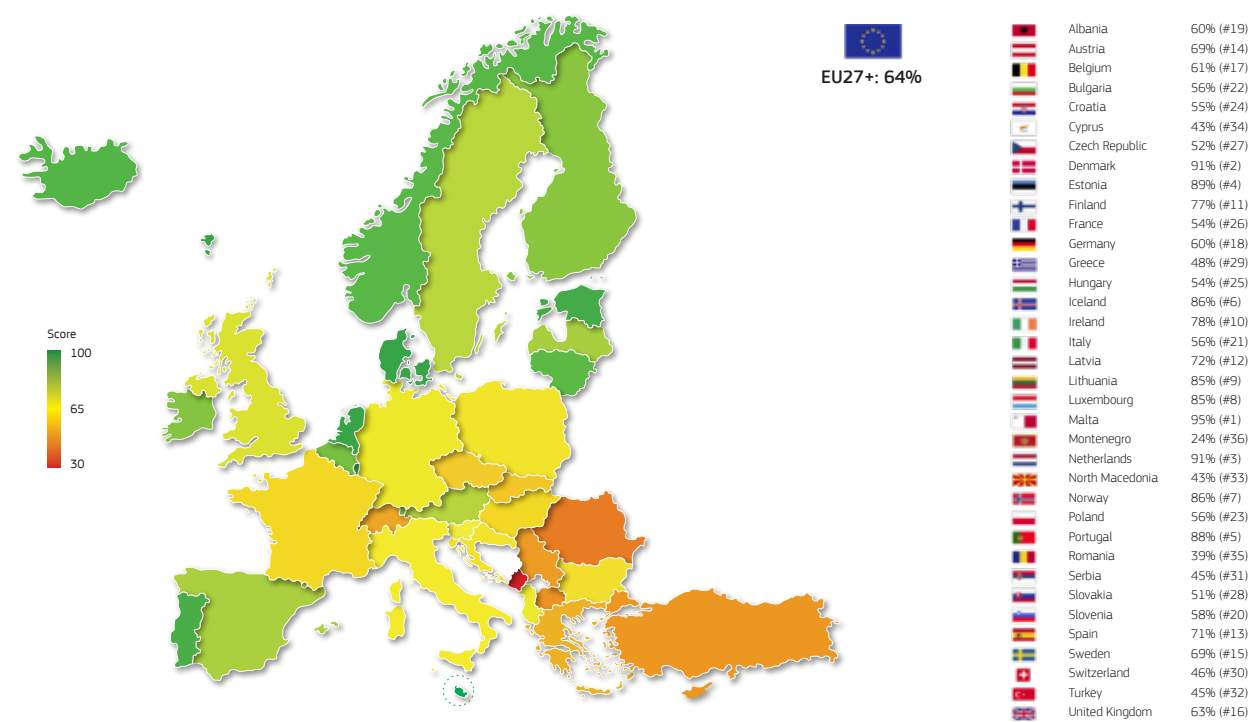 EU27+: 64%
Score
100
65
30
Albania 60% (#19)
Austria 69% (#14)
Belgium 61% (#17)
Bulgaria 56% (#22)
Croatia 55% (#24)
Cyprus 43% (#34)
Czech Republic 52% (#27)
Denmark 91% (#2)
Estonia 89% (#4)
Finland 77% (#11)
France 54% (#26)
Germany 60% (#18)
Greece 48% (#29)
Hungary 54% (#25)
Iceland 86% (#6)
Ireland 78% (#10)
Italy 56% (#21)
Latvia 72% (#12)
Lithuania 85% (#9)
Luxembourg 85% (#8)
Malta 95% (#1)
Montenegro 24% (#36)
Netherlands 91% (#3)
North Macedonia 43% (#33)
Norway 86% (#7)
Poland 56% (#23)
Portugal 88% (#5)
Romania 39% (#35)
Serbia 45% (#31)
Slovakia 51% (#28)
Slovenia 58% (#20)
Spain 71% (#13)
Sweden 69% (#15)
Switzerland 46% (#30)
Turkey 45% (#32)
United Kingdom 63% (#16)